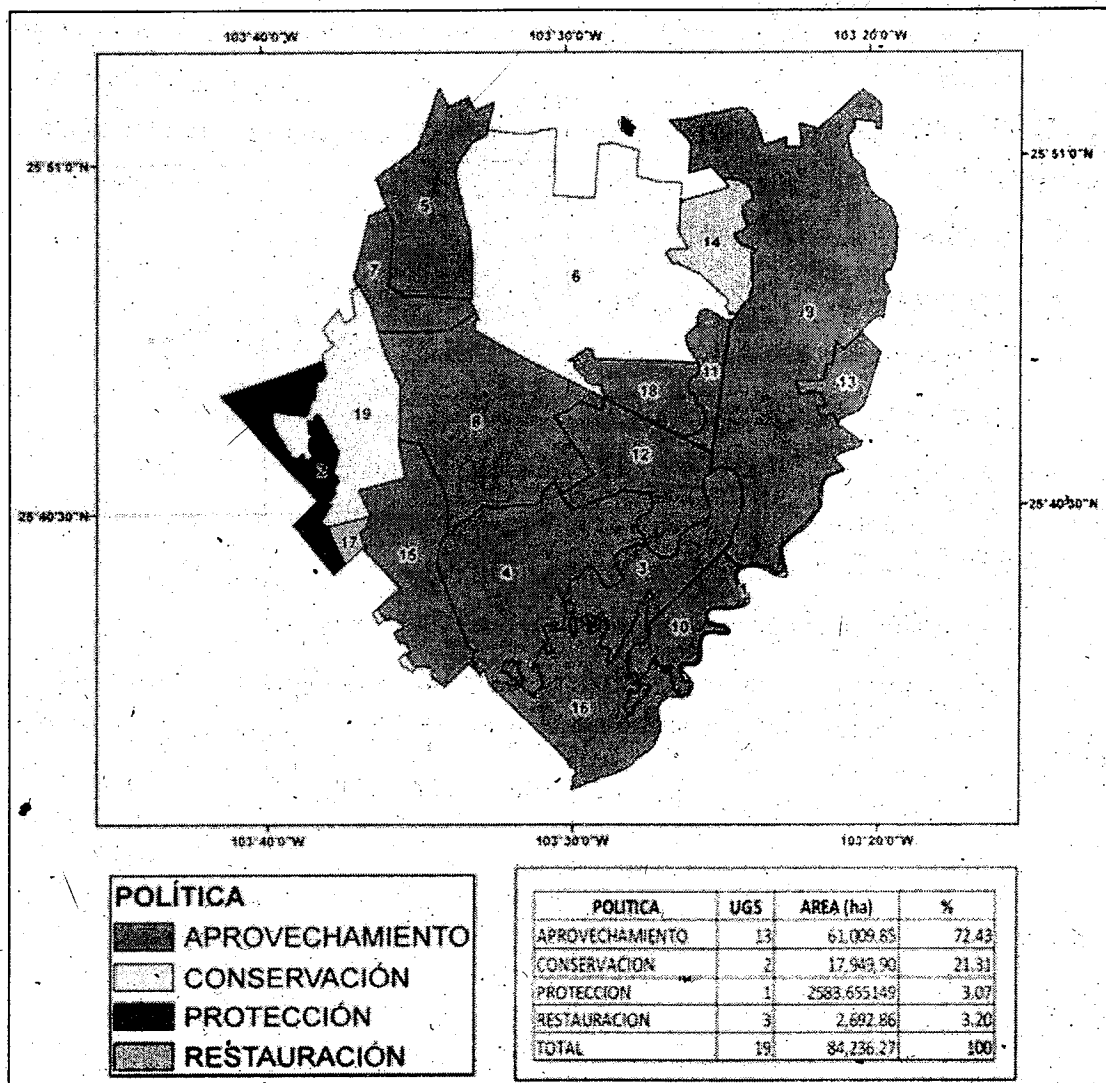 103°40'0"W 103°30'0"W 103°20'0"W
25°51'0"N 25°51'0"N
5
14
7
6
9
11
13
18
19
8
12
2
25°40'30"N 25°40'30"N
17
15
4
3
1
10
16
103°40'0"W 103°30'0"W 103°20'0"W
POLÍTICA
APROVECHAMIENTO
CONSERVACIÓN
PROTECCIÓN
RESTAURACIÓN
POLITICA UGS AREA (ha) %
APROVECHAMIENTO 13 61,009.85 72.43
CONSERVACION 2 17,949.90 21.31
PROTECCION 1 2583.655149 3.07
RESTAURACION 3 2,692.86 3.20
TOTAL 19 84,236.27 100